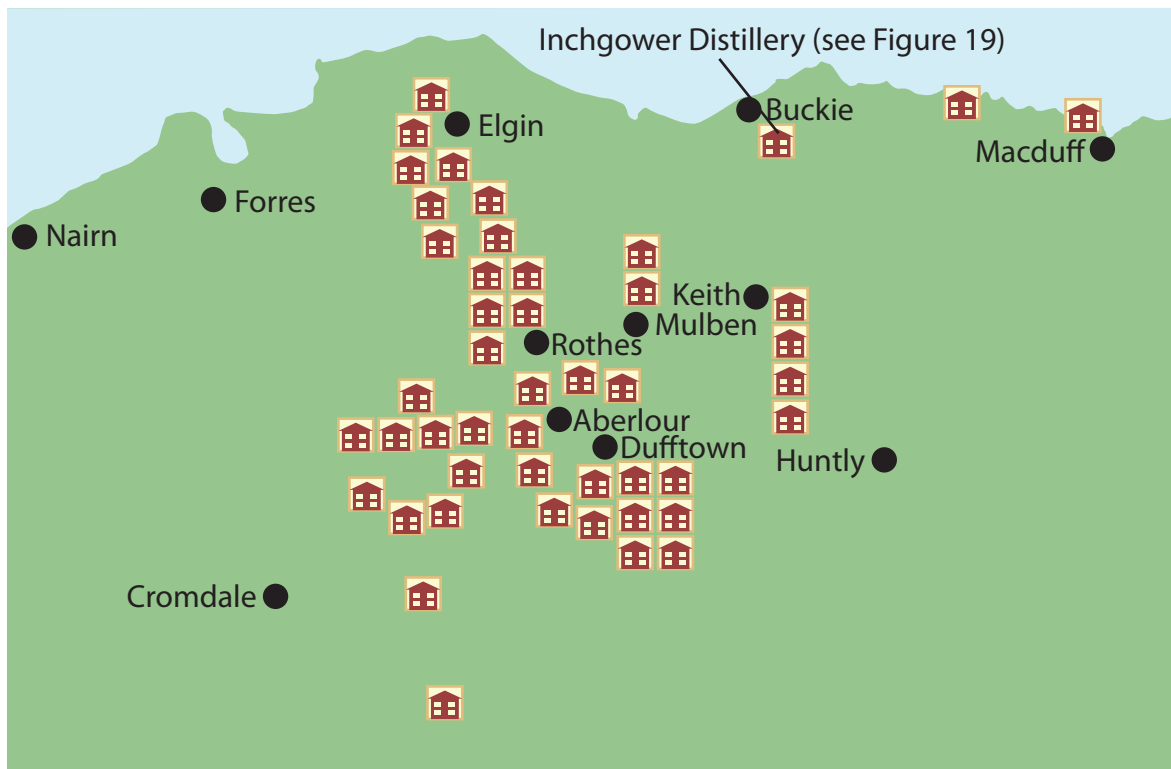 Inchgower Distillery (see Figure 19)
Buckie
Elgin
Macduff
Forres
Nairn
Keith
Mulben
Rothes
Aberlour
Dufftown
Huntly
Cromdale